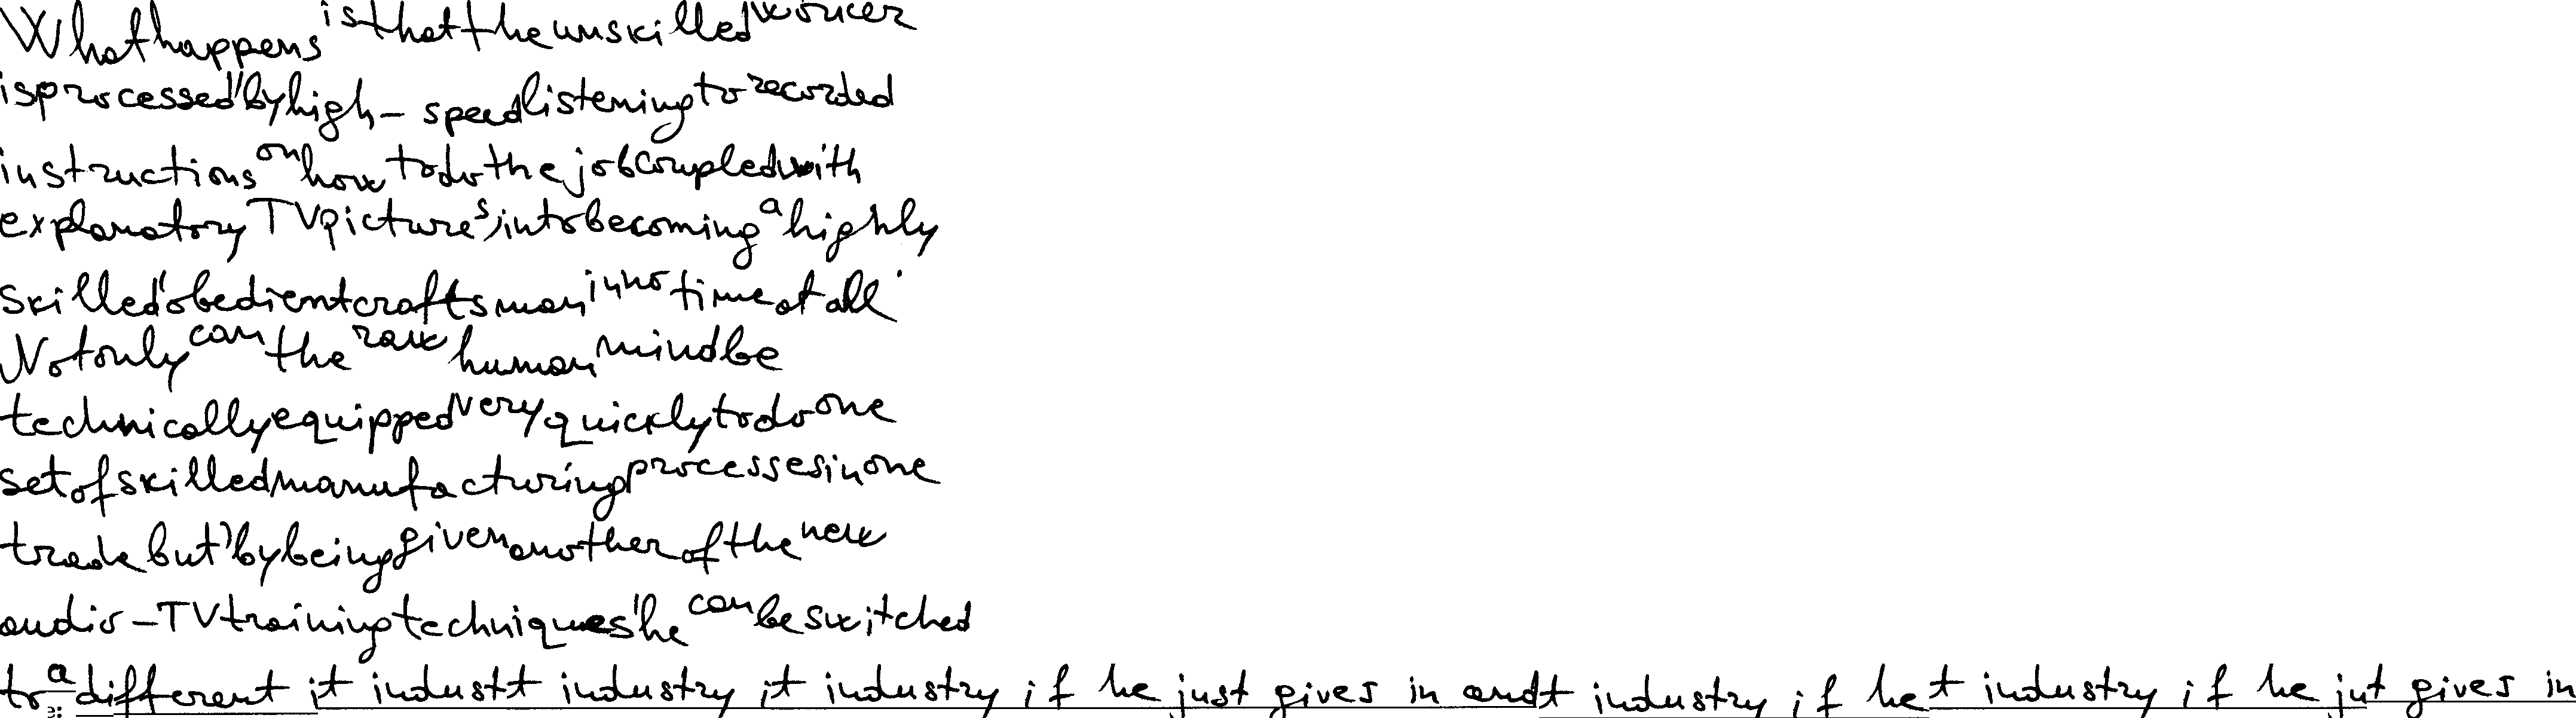 What happens is that the unskilled worker
is processed, by high-speed listening to recorded
instructions on how to do the job coupled with
explanatory TV pictures, into becoming a highly
skilled, obedient craftsman in no time at all.
Not only can the raw human mind be
technically equipped very quickly to do one
set of skilled manufacturing processes in one
trade but, by being given another of the new
audio-TV training techniques, he can be switched
to a different it industt industry it industry if he just gives in andt industry if het industry if he jut gives in